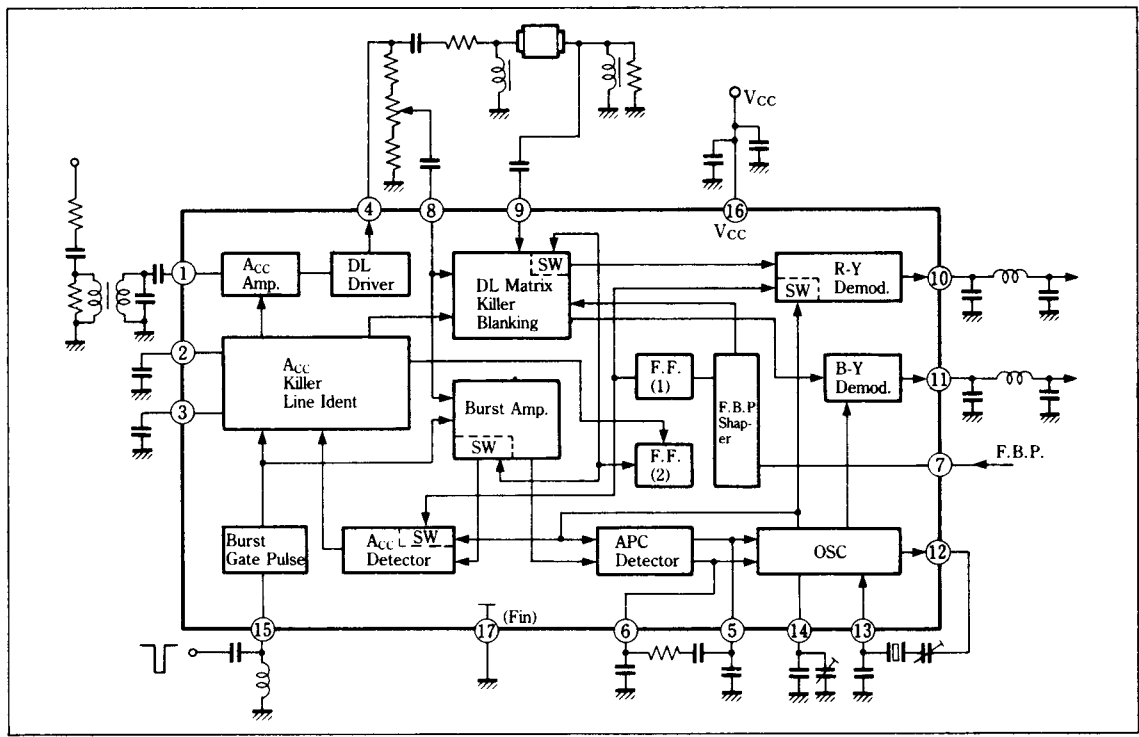 VCC
4
8
9
16
VCC
1
ACC
Amp.
DL
Driver
SW
DL Matrix
Killer
Blanking
R-Y
SW
Demod.
10
2
ACC
Killer
Line Ident
3
F.F.
(1)
F.B.P
Shap-
er
B-Y
Demod.
11
Burst Amp.
SW
F.F.
(2)
7
F.B.P.
Burst
Gate Pulse
ACC
SW
Detector
APC
Detector
OSC
12
15
17
(Fin)
6
5
14
13